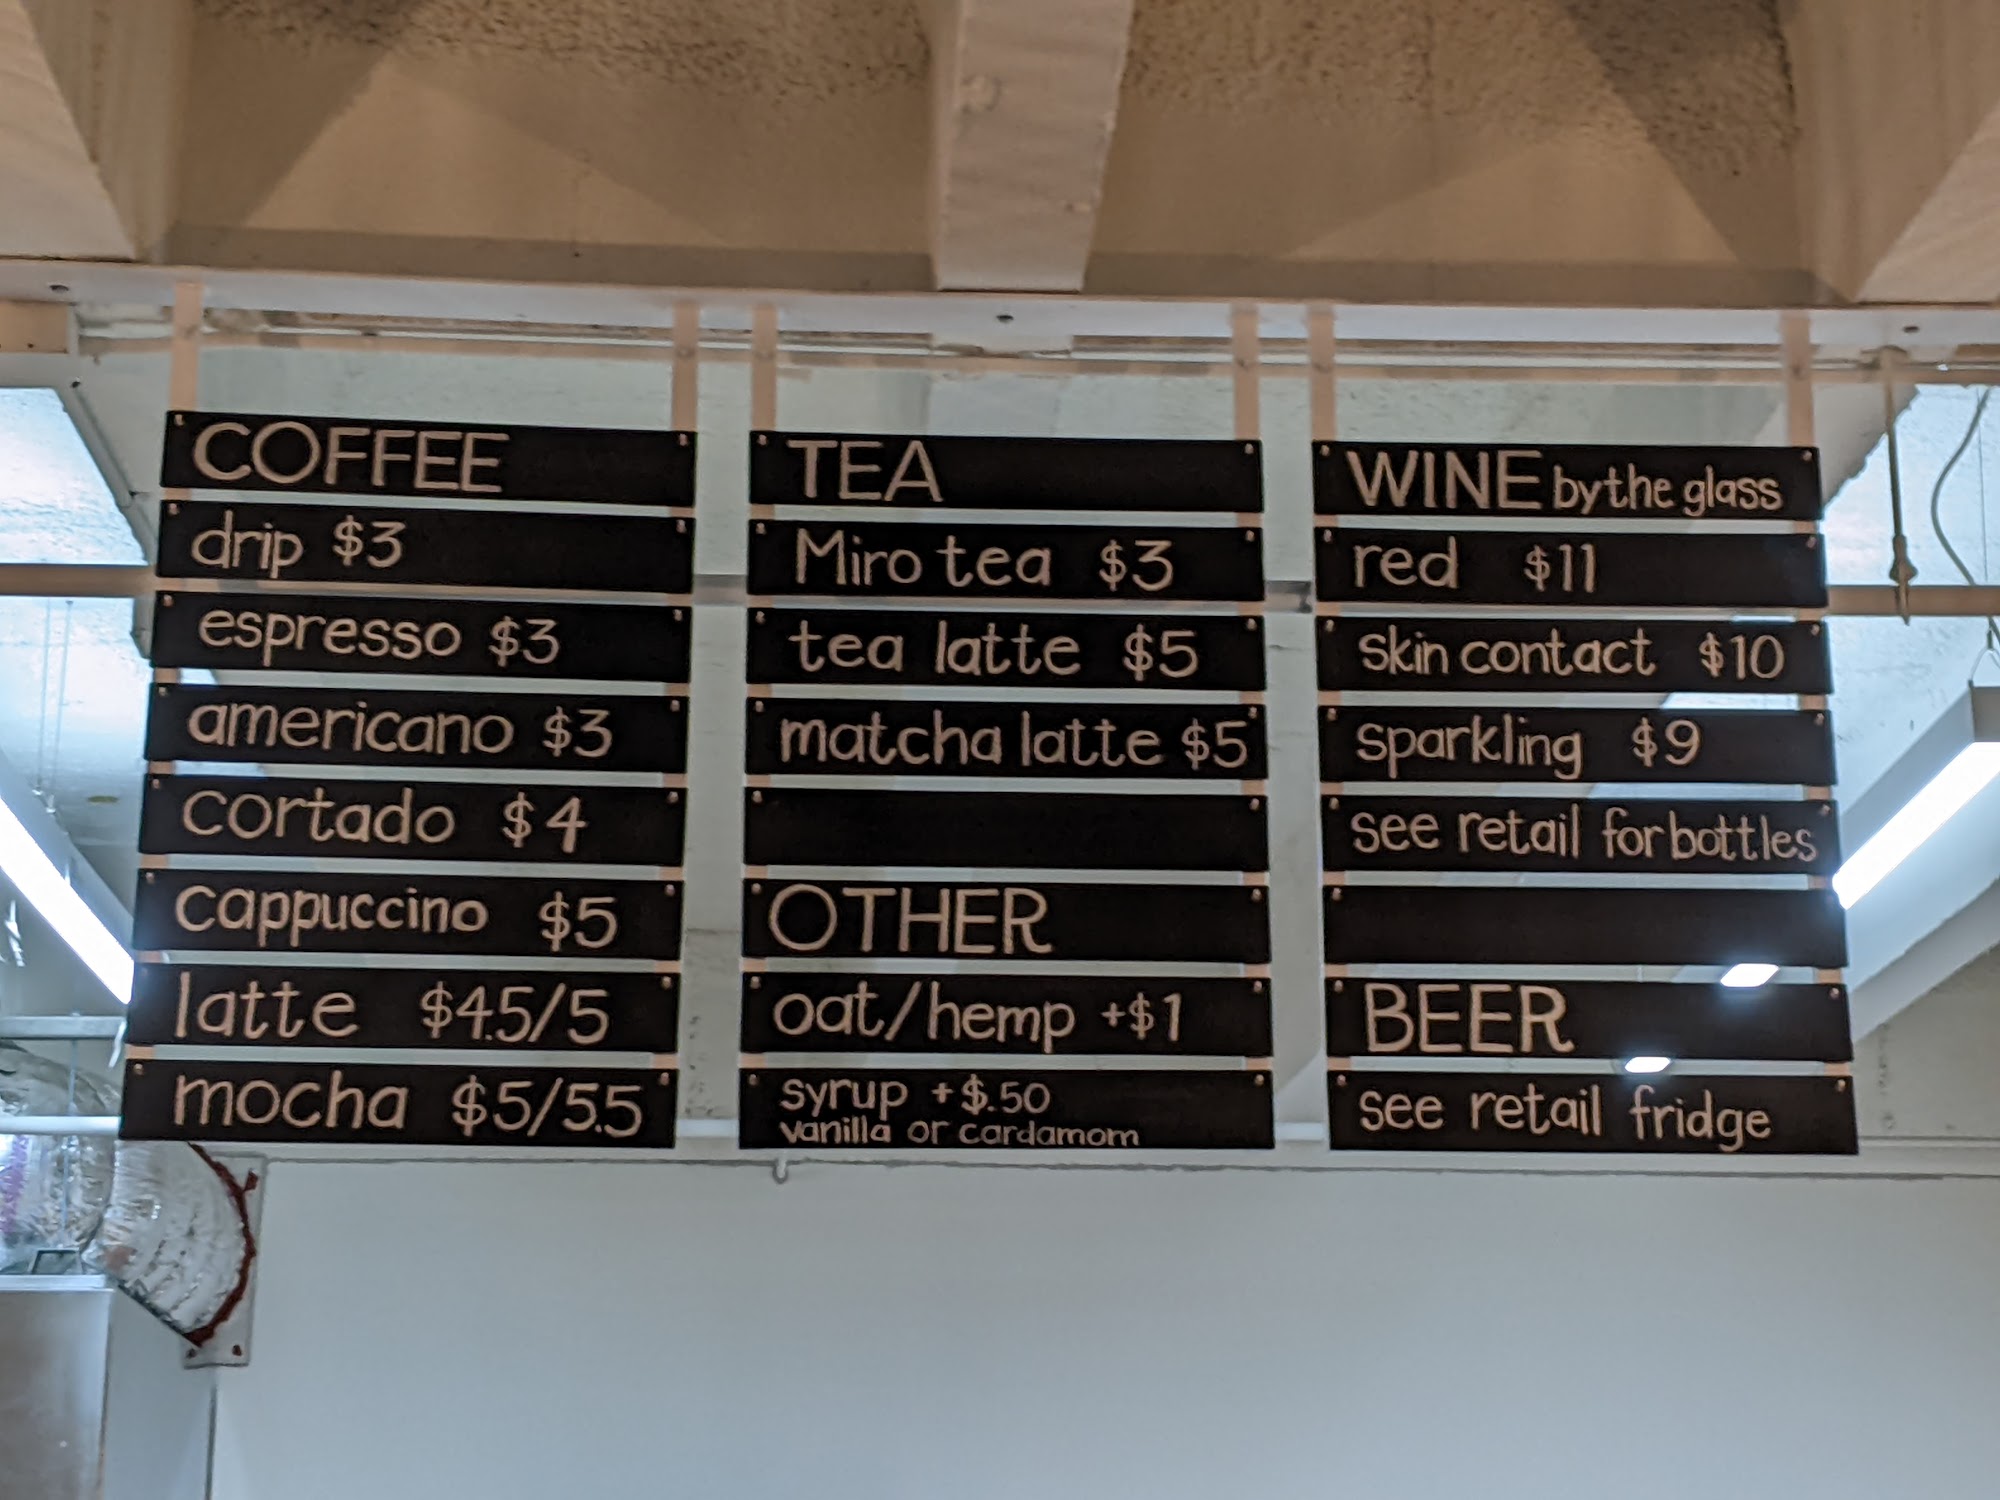 COFFEE
drip $3
espresso $3
americano $3
cortado $4
cappuccino $5
latte $4.5/5
mocha $5/5.5
TEA
Miro tea $3
tea latte $5
matcha latte $5
OTHER
oat/hemp +$1
syrup +$.50
vanilla or cardamom
WINE by the glass
red $11
skin contact $10
sparkling $9
see retail for bottles
BEER
see retail fridge